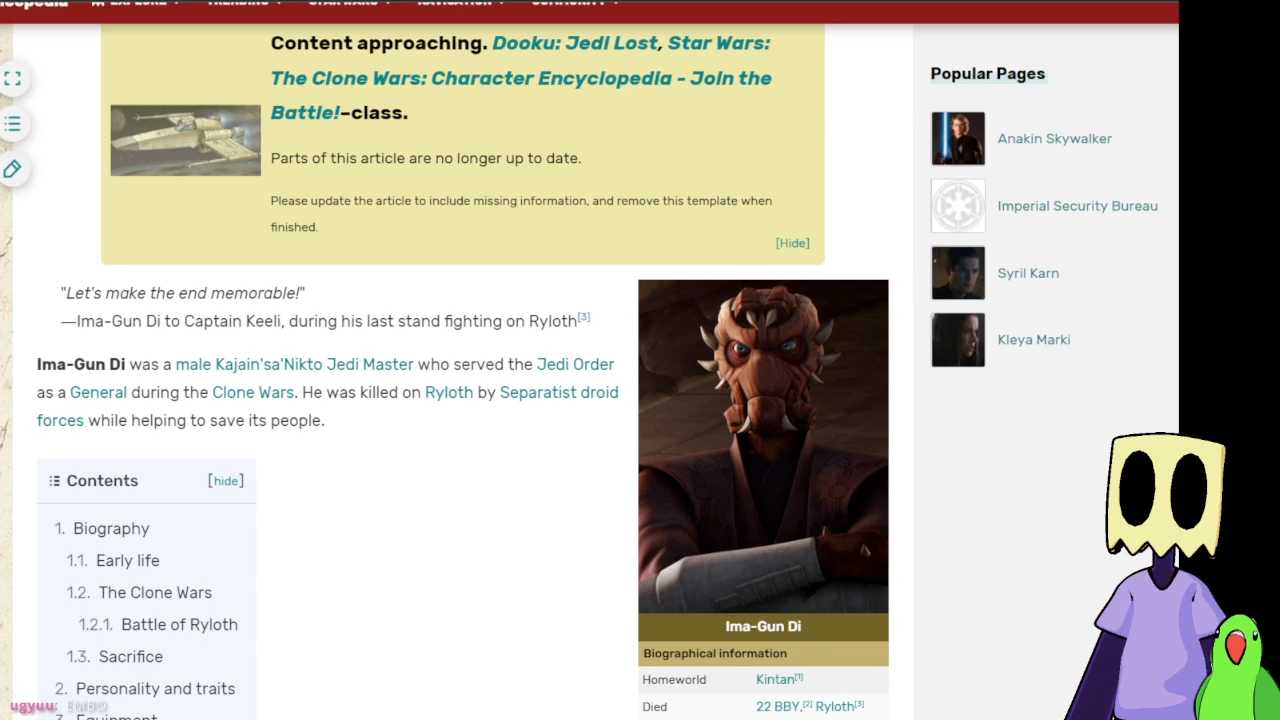 Content approaching. Dooku: Jedi Lost, Star Wars:
The Clone Wars: Character Encyclopedia - Join the
Battle!–class.
Parts of this article are no longer up to date.
Please update the article to include missing information, and remove this template when
finished.
[Hide]
"Let's make the end memorable!"
―Ima-Gun Di to Captain Keeli, during his last stand fighting on Ryloth[3]
Ima-Gun Di was a male Kajain'sa'Nikto Jedi Master who served the Jedi Order
as a General during the Clone Wars. He was killed on Ryloth by Separatist droid
forces while helping to save its people.
Contents [hide]
1. Biography
1.1. Early life
1.2. The Clone Wars
1.2.1. Battle of Ryloth
1.3. Sacrifice
2. Personality and traits
3. Equipment
Ima-Gun Di
Biographical information
Homeworld Kintan[1]
Died 22 BBY,[2] Ryloth[3]
Popular Pages
Anakin Skywalker
Imperial Security Bureau
Syril Karn
Kleya Marki
ugyuu: EMBO